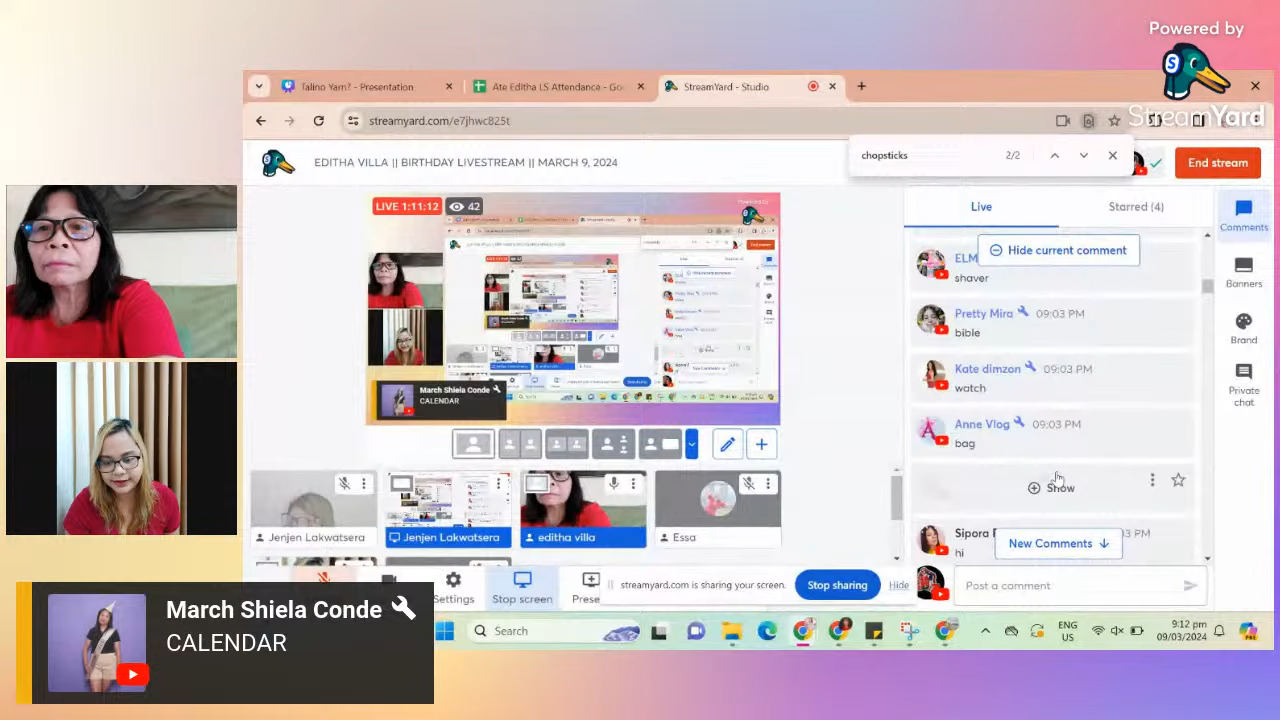 Powered by
StreamYard
Talino Yarn? - Presentation
Ate Editha LS Attendance - Go
StreamYard - Studio
streamyard.com/e7jhwc825t
chopsticks
2/2
EDITHA VILLA || BIRTHDAY LIVESTREAM || MARCH 9, 2024
End stream
LIVE 1:11:12
42
Live
Starred (4)
Comments
Hide current comment
ELM
shaver
Banners
Pretty Mira 09:03 PM
bible
Brand
Kate dimzon 09:03 PM
watch
Private
chat
Anne Vlog 09:03 PM
bag
Show
Sipora
3 PM
hi
New Comments
Post a comment
March Shiela Conde
CALENDAR
Jenjen Lakwatsera
Jenjen Lakwatsera
editha villa
Essa
Settings
Stop screen
Prese
streamyard.com is sharing your screen.
Stop sharing
Hide
Search
ENG
US
9:12 pm
09/03/2024
March Shiela Conde
CALENDAR